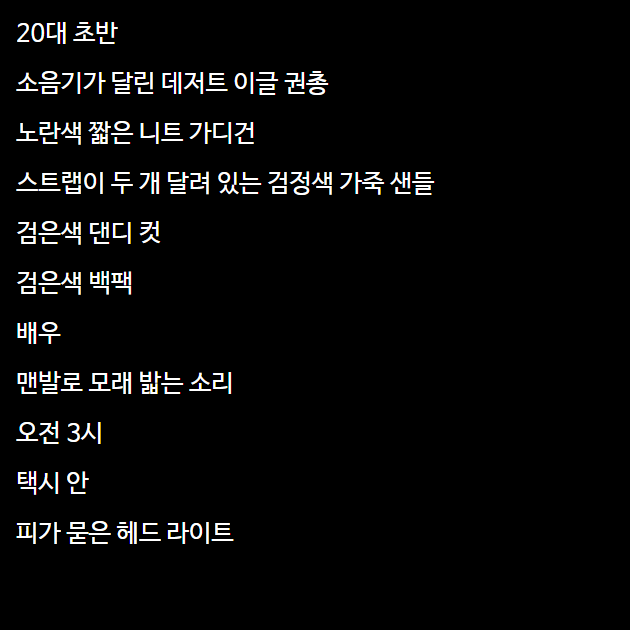 20대 초반
소음기가 달린 데저트 이글 권총
노란색 짧은 니트 가디건
스트랩이 두 개 달려 있는 검정색 가죽 샌들
검은색 댄디 컷
검은색 백팩
배우
맨발로 모래 밟는 소리
오전 3시
택시 안
피가 묻은 헤드 라이트